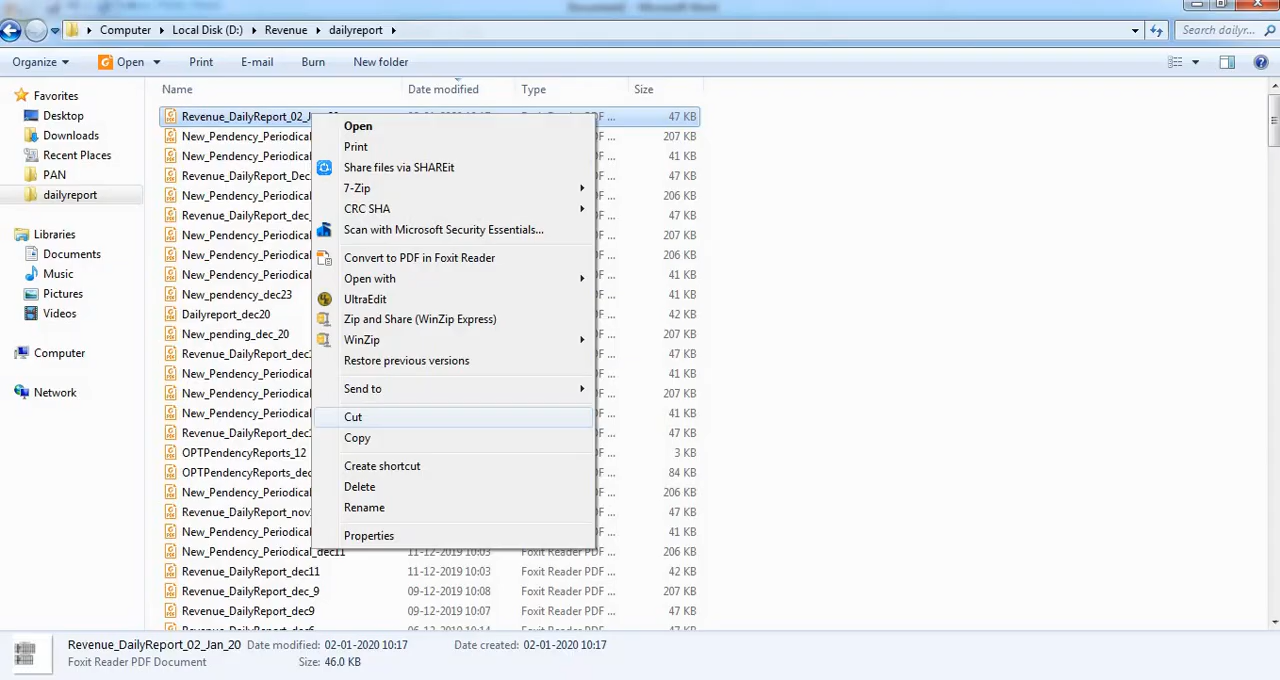 Document1 - Microsoft Word
Computer Local Disk (D:) Revenue dailyreport Search dailyr...
Organize Open Print E-mail Burn New folder
Name Date modified Type Size
Favorites
Desktop
Downloads
Recent Places
PAN
dailyreport
Libraries
Documents
Music
Pictures
Videos
Computer
Network
Revenue_DailyReport_02_J 47 KB
New_Pendency_Periodical 207 KB
New_Pendency_Periodical 41 KB
Revenue_DailyReport_Dec 47 KB
New_Pendency_Periodical 206 KB
Revenue_DailyReport_dec_ 47 KB
New_Pendency_Periodical 41 KB
New_Pendency_Periodical 206 KB
New_Pendency_Periodical 41 KB
New_pendency_dec23 207 KB
Dailyreport_dec20 42 KB
New_pending_dec_20 207 KB
Revenue_DailyReport_dec 47 KB
New_Pendency_Periodical 41 KB
New_Pendency_Periodical 207 KB
New_Pendency_Periodical 41 KB
Revenue_DailyReport_dec 47 KB
OPTPendencyReports_12 3 KB
OPTPendencyReports_dec 84 KB
New_Pendency_Periodical 206 KB
Revenue_DailyReport_nov 47 KB
New_Pendency_Periodical 41 KB
New_Pendency_Periodical_dec11 11-12-2019 10:03 Foxit Reader PDF ... 206 KB
Revenue_DailyReport_dec11 11-12-2019 10:03 Foxit Reader PDF ... 42 KB
Revenue_DailyReport_dec_9 09-12-2019 10:08 Foxit Reader PDF ... 207 KB
Revenue_DailyReport_dec9 09-12-2019 10:07 Foxit Reader PDF ... 47 KB
Open
Print
Share files via SHAREit
7-Zip
CRC SHA
Scan with Microsoft Security Essentials...
Convert to PDF in Foxit Reader
Open with
UltraEdit
Zip and Share (WinZip Express)
WinZip
Restore previous versions
Send to
Cut
Copy
Create shortcut
Delete
Rename
Properties
Revenue_DailyReport_02_Jan_20 Date modified: 02-01-2020 10:17 Date created: 02-01-2020 10:17
Foxit Reader PDF Document Size: 46.0 KB